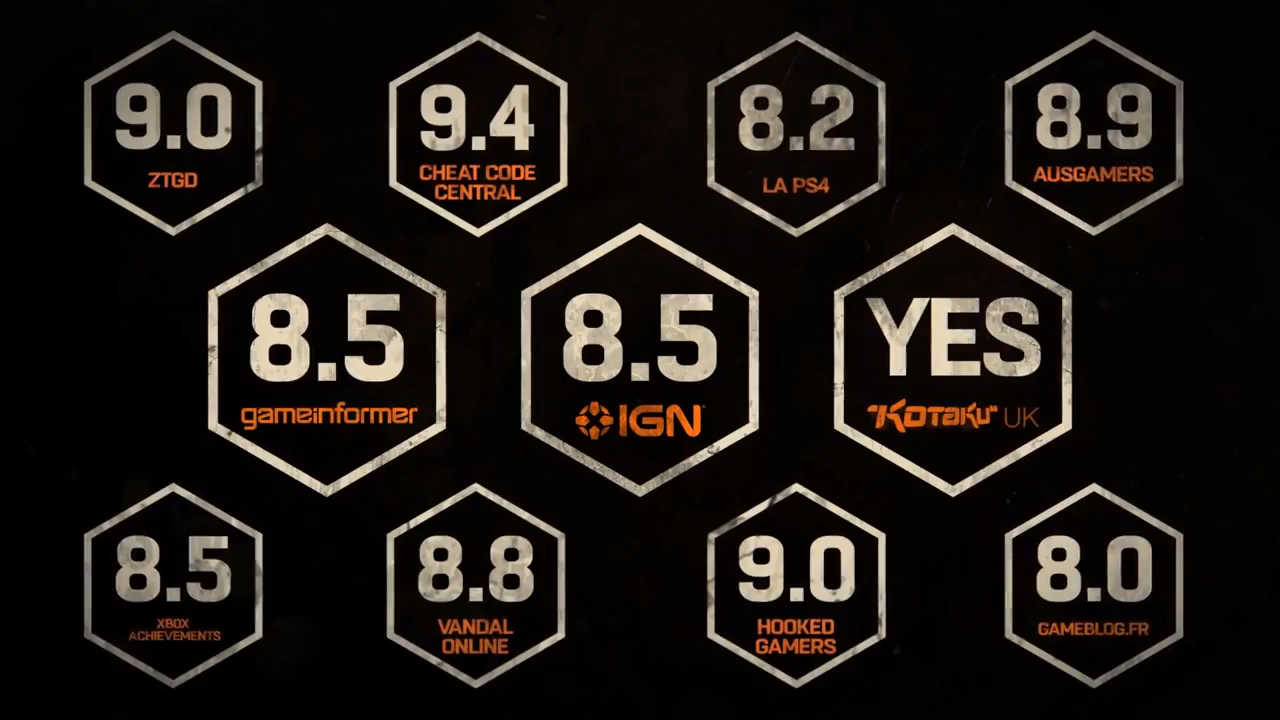 9.0
ZTGD
9.4
CHEAT CODE
CENTRAL
8.2
LA PS4
8.9
AUSGAMERS
8.5
gameinformer
8.5
IGN
YES
"KOTAKU" UK
8.5
XBOX
ACHIEVEMENTS
8.8
VANDAL
ONLINE
9.0
HOOKED
GAMERS
8.0
GAMEBLOG.FR